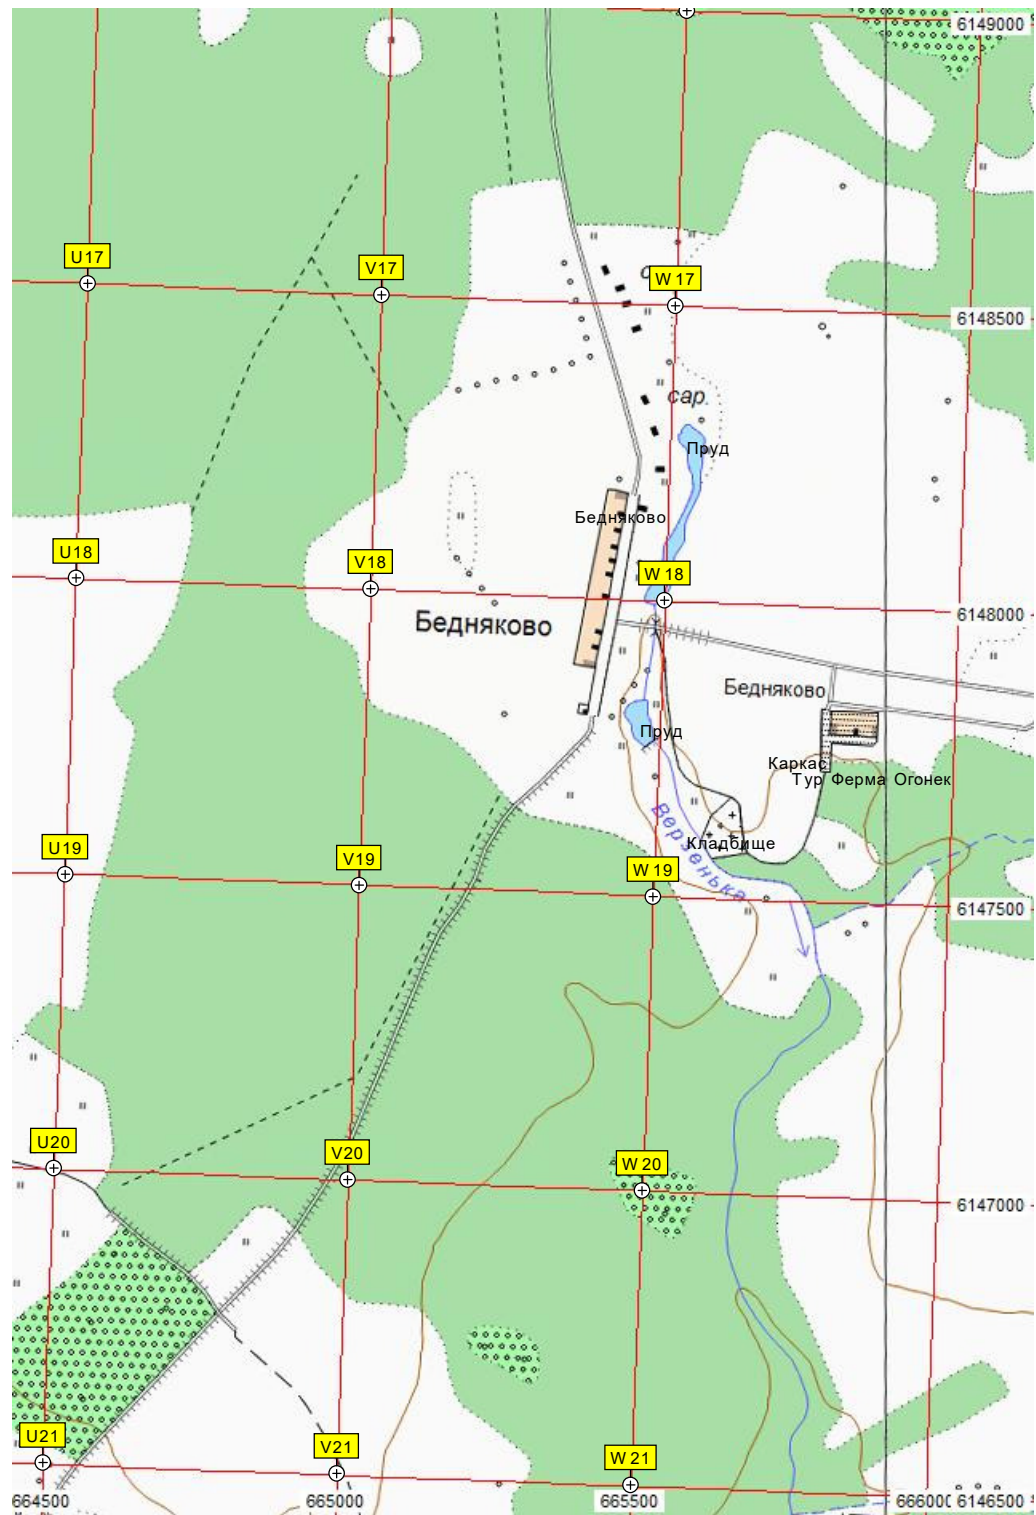 6149000
U17
V17
W 17
6148500
сар.
Пруд
Бедняково
U18
V18
W 18
Бедняково
6148000
Бедняково
Пруд
Каркас
Тур Ферма Огонек
Верзенька
Кладбище
U19
V19
W 19
6147500
U20
V20
W 20
6147000
U21
V21
W 21
664500
665000
665500
666000
6146500